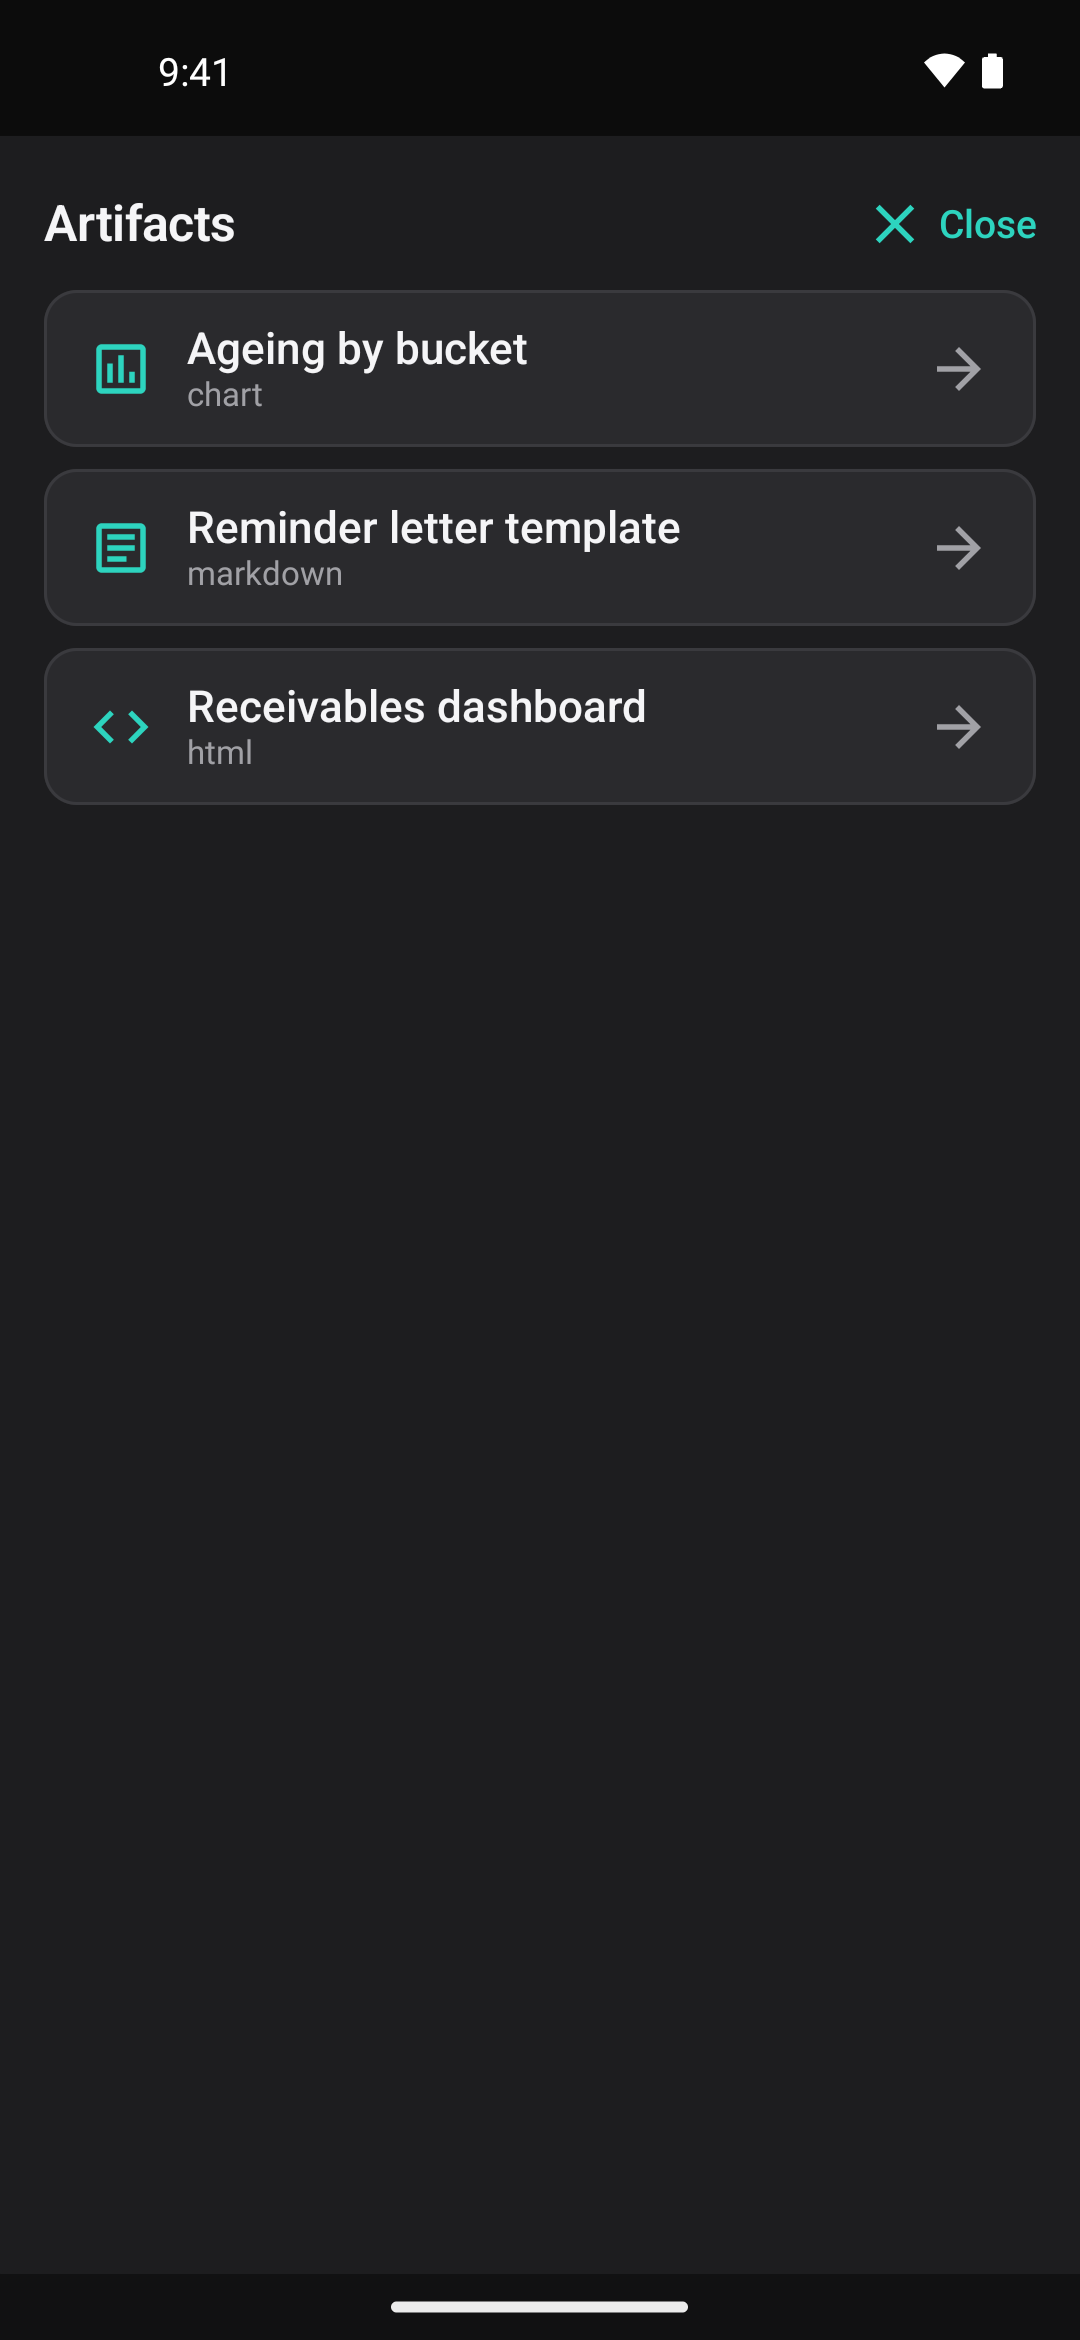 9:41
Artifacts
Close
Ageing by bucket
chart
Reminder letter template
markdown
Receivables dashboard
html